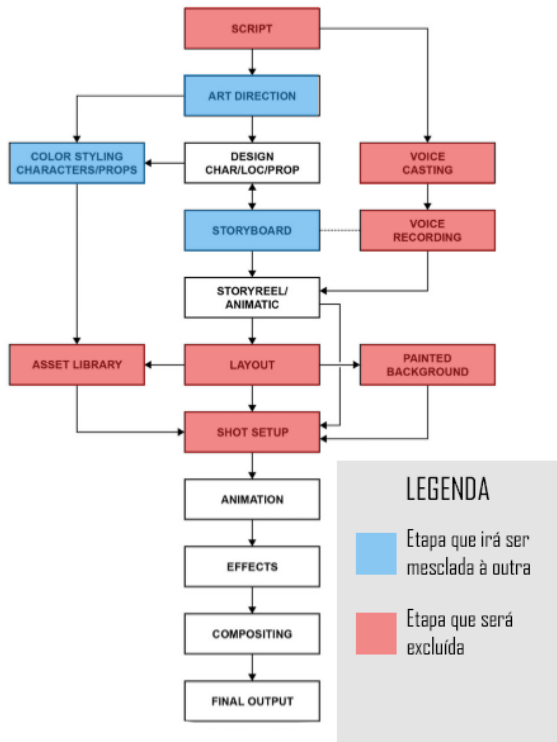 SCRIPT
ART DIRECTION
COLOR STYLING
CHARACTERS/PROPS
DESIGN
CHAR/LOC/PROP
VOICE
CASTING
STORYBOARD
VOICE
RECORDING
STORYREEL/
ANIMATIC
ASSET LIBRARY
LAYOUT
PAINTED
BACKGROUND
SHOT SETUP
ANIMATION
EFFECTS
COMPOSITING
FINAL OUTPUT
LEGENDA
Etapa que irá ser
mesclada à outra
Etapa que será
excluída